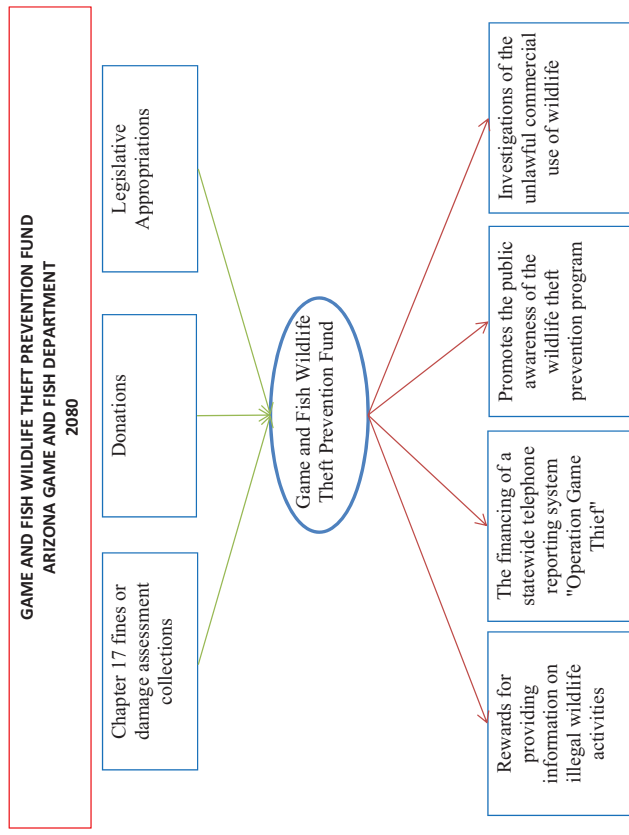 GAME AND FISH WILDLIFE THEFT PREVENTION FUND
ARIZONA GAME AND FISH DEPARTMENT
2080
Chapter 17 fines or
damage assessment
collections
Donations
Legislative
Appropriations
Game and Fish Wildlife
Theft Prevention Fund
Rewards for
providing
information on
illegal wildlife
activities
The financing of a
statewide telephone
reporting system
"Operation Game
Thief"
Promotes the public
awareness of the
wildlife theft
prevention program
Investigations of the
unlawful commercial
use of wildlife